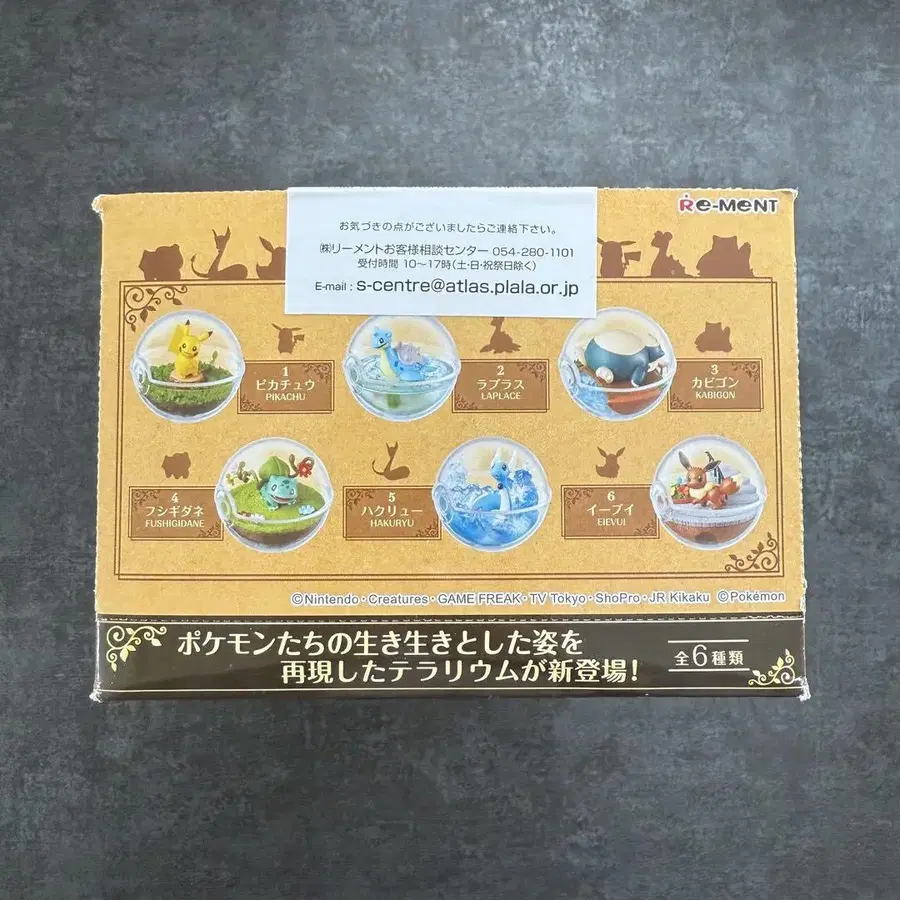 Re-MeNT
お気づきの点がございましたらご連絡下さい。
㈱リーメントお客様相談センター 054-280-1101
受付時間 10～17時(土・日・祝祭日除く)
E-mail : s-centre@atlas.plala.or.jp
1
ピカチュウ
PIKACHU
2
ラプラス
LAPLACE
3
カビゴン
KABIGON
4
フシギダネ
FUSHIGIDANE
5
ハクリュー
HAKURYU
6
イーブイ
EIEVUI
©Nintendo・Creatures・GAME FREAK・TV Tokyo・ShoPro・JR Kikaku ©Pokémon
ポケモンたちの生き生きとした姿を
再現したテラリウムが新登場!
全6種類